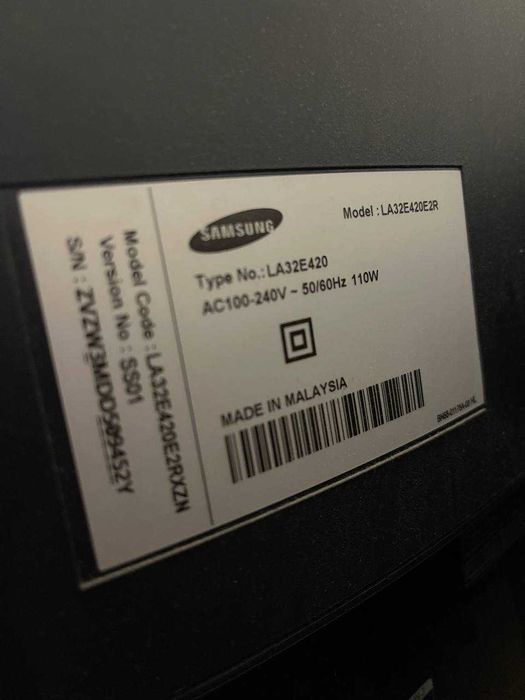 SAMSUNG
Model : LA32E420E2R
Type No.:LA32E420
AC100-240V ~ 50/60Hz 110W
MADE IN MALAYSIA
Model Code : LA32E420E2RXZN
Version No : SS01